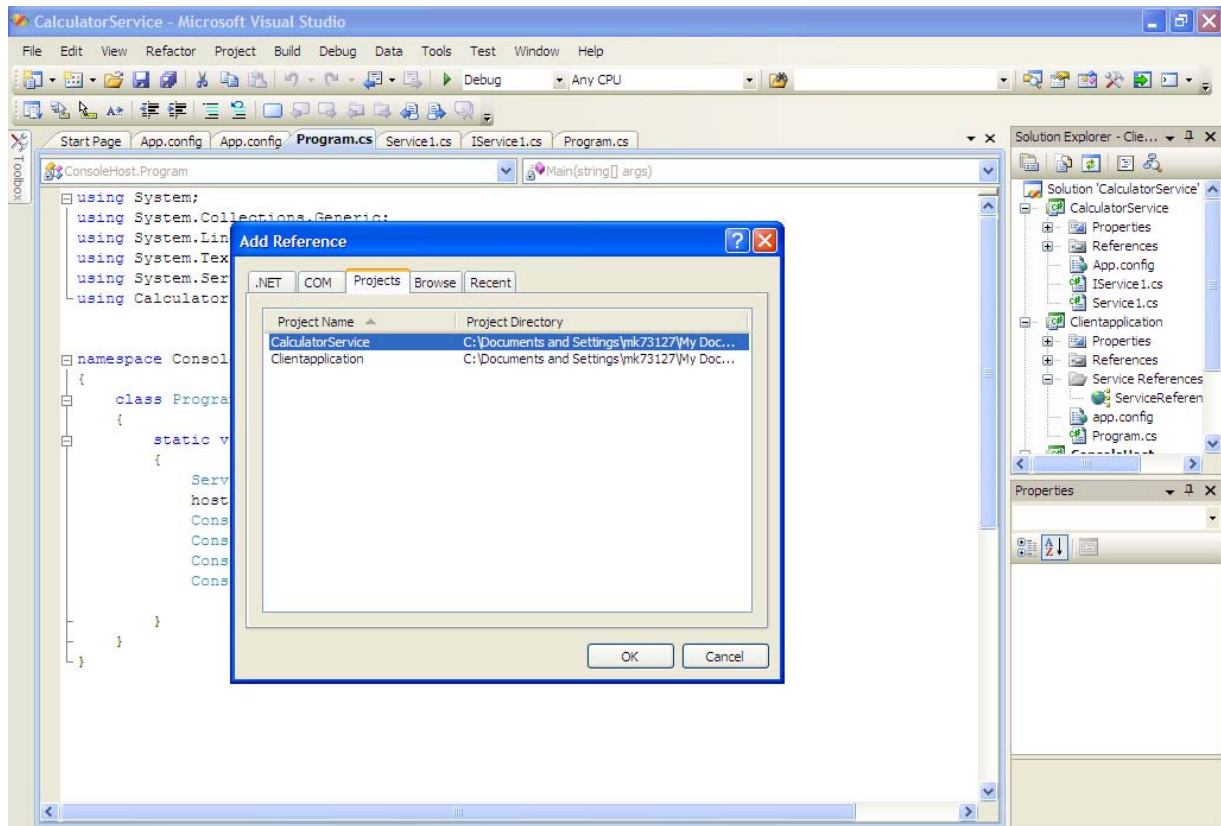 CalculatorService - Microsoft Visual Studio
File Edit View Refactor Project Build Debug Data Tools Test Window Help
Debug Any CPU
Start Page App.config App.config Program.cs Service1.cs IService1.cs Program.cs
Solution Explorer - Clie...
Toolbox
ConsoleHost.Program Main(string[] args)
using System;
using System.Collections.Generic;
using System.Lin
using System.Tex
using System.Ser
using Calculator
namespace Consol
{
class Progra
{
static v
{
Serv
host
Cons
Cons
Cons
Cons
}
}
}
Add Reference
.NET COM Projects Browse Recent
Project Name Project Directory
CalculatorService C:\Documents and Settings\mk73127\My Doc...
Clientapplication C:\Documents and Settings\mk73127\My Doc...
OK Cancel
Solution 'CalculatorService'
CalculatorService
Properties
References
App.config
IService1.cs
Service1.cs
Clientapplication
Properties
References
Service References
ServiceReferen
app.config
Program.cs
ConsoleHost
Properties